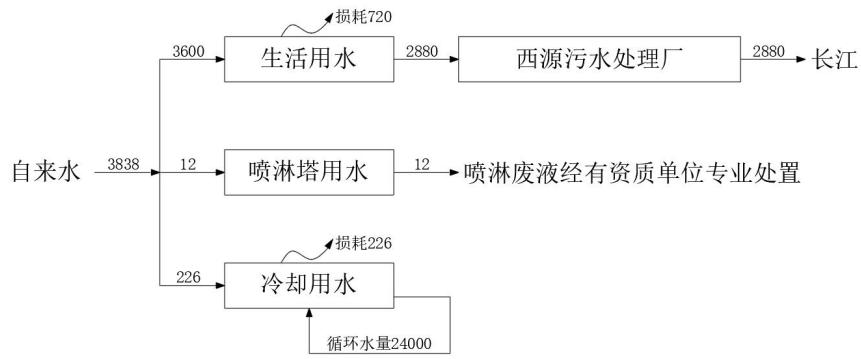 损耗720
3600 生活用水 2880 西源污水处理厂 2880 长江
自来水 3838 12 喷淋塔用水 12 喷淋废液经有资质单位专业处置
损耗226
226 冷却用水
循环水量24000